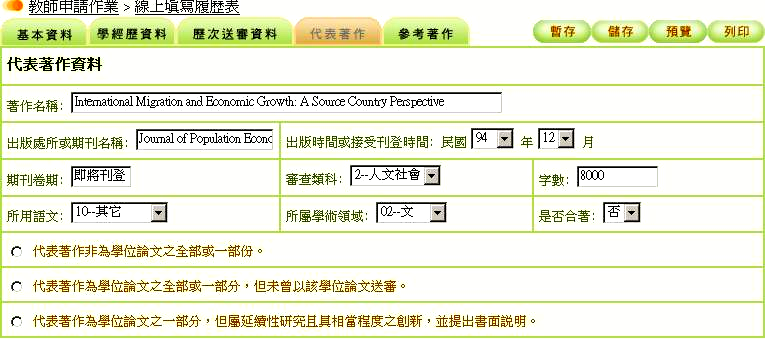 教師申請作業 > 線上填寫履歷表
基本資料 學經歷資料 歷次送審資料 代表著作 參考著作 暫存 儲存 預覽 列印
代表著作資料
著作名稱: International Migration and Economic Growth: A Source Country Perspective
出版處所或期刊名稱: Journal of Population Econo 出版時間或接受刊登時間: 民國 94 年 12 月
期刊卷期: 即將刊登 審查類科: 2--人文社會 字數: 8000
所用語文: 10--其它 所屬學術領域: 02--文 是否合著: 否
代表著作非為學位論文之全部或一部份。
代表著作為學位論文之全部或一部分，但未曾以該學位論文送審。
代表著作為學位論文之一部分，但屬延續性研究且具相當程度之創新，並提出書面說明。